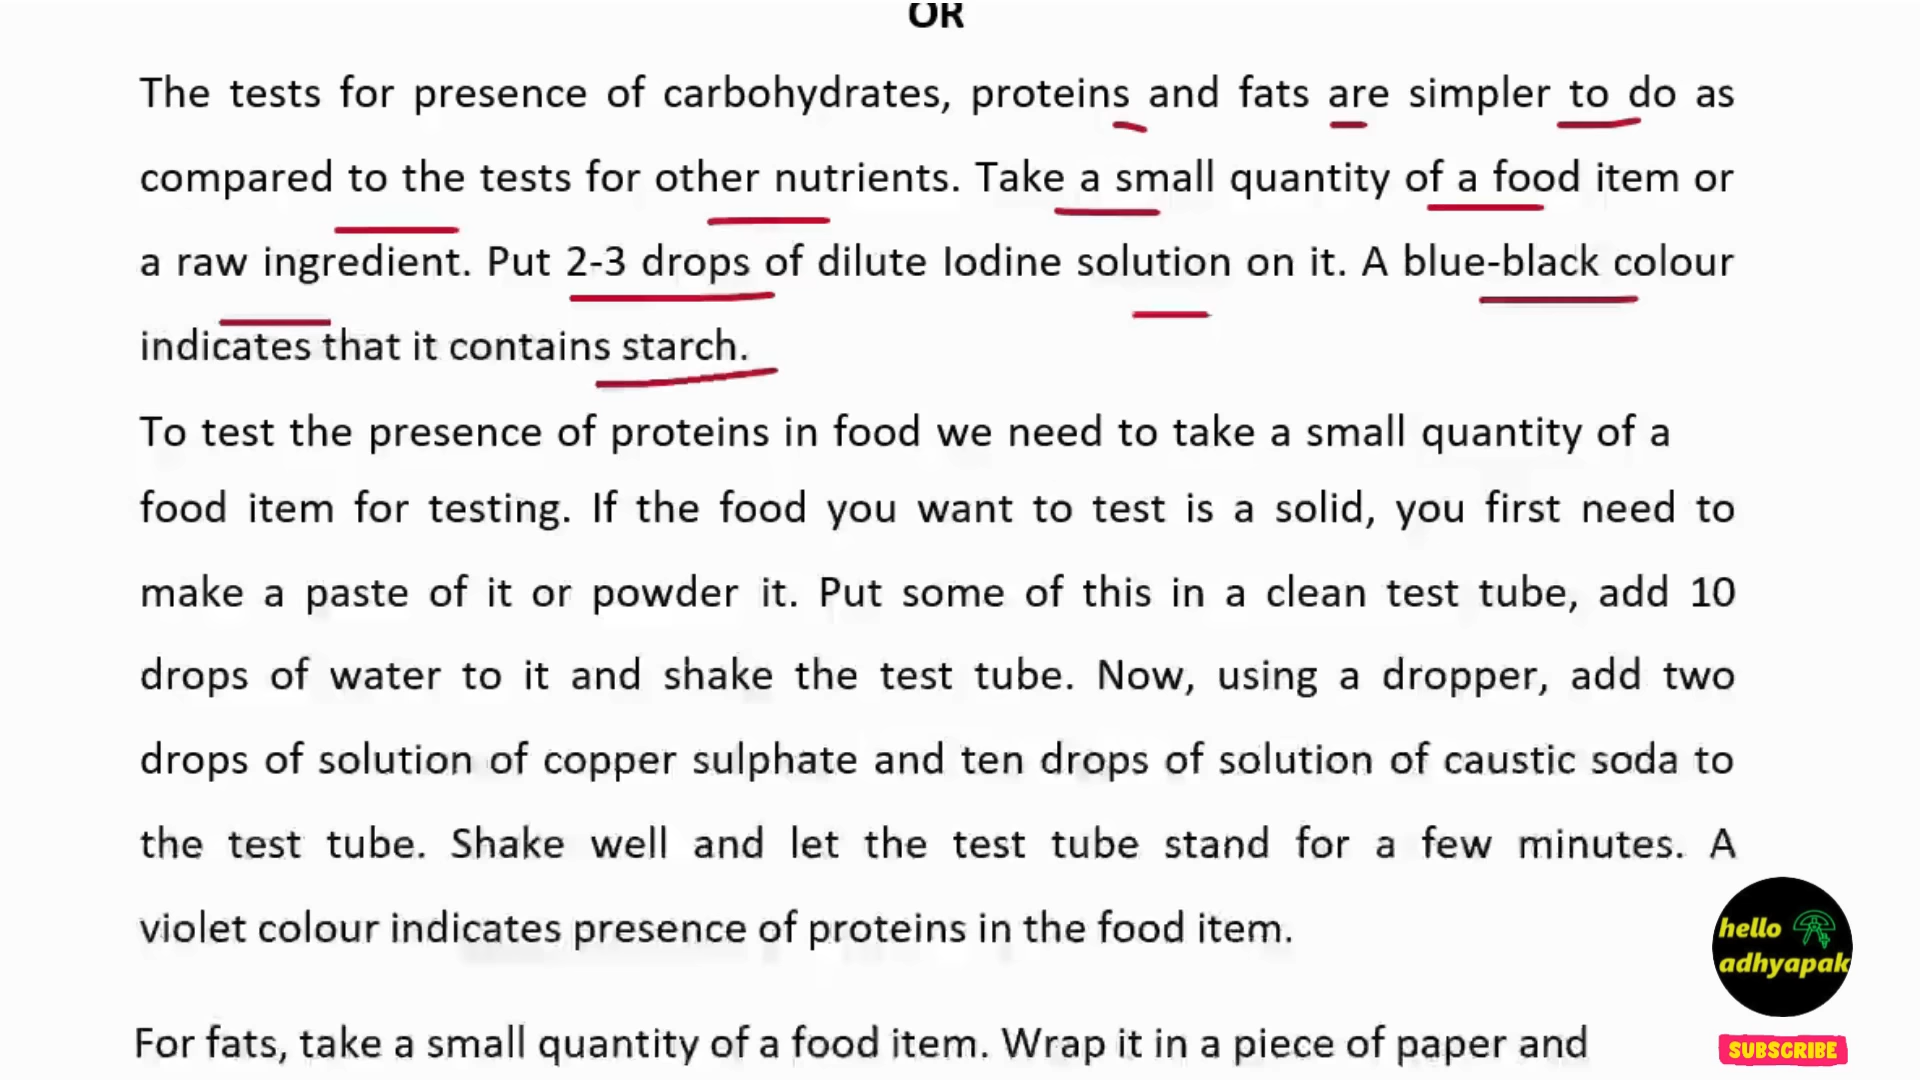 OR
The tests for presence of carbohydrates, proteins and fats are simpler to do as
compared to the tests for other nutrients. Take a small quantity of a food item or
a raw ingredient. Put 2-3 drops of dilute Iodine solution on it. A blue-black colour
indicates that it contains starch.
To test the presence of proteins in food we need to take a small quantity of a
food item for testing. If the food you want to test is a solid, you first need to
make a paste of it or powder it. Put some of this in a clean test tube, add 10
drops of water to it and shake the test tube. Now, using a dropper, add two
drops of solution of copper sulphate and ten drops of solution of caustic soda to
the test tube. Shake well and let the test tube stand for a few minutes. A
violet colour indicates presence of proteins in the food item.
For fats, take a small quantity of a food item. Wrap it in a piece of paper and
hello
adhyapak
SUBSCRIBE